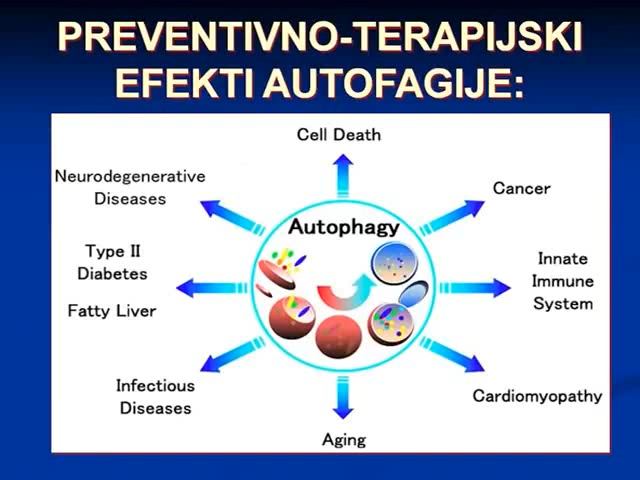 PREVENTIVNO-TERAPIJSKI
EFEKTI AUTOFAGIJE:
Cell Death
Neurodegenerative
Diseases
Cancer
Autophagy
Type II
Diabetes
Innate
Immune
System
Fatty Liver
Infectious
Diseases
Cardiomyopathy
Aging